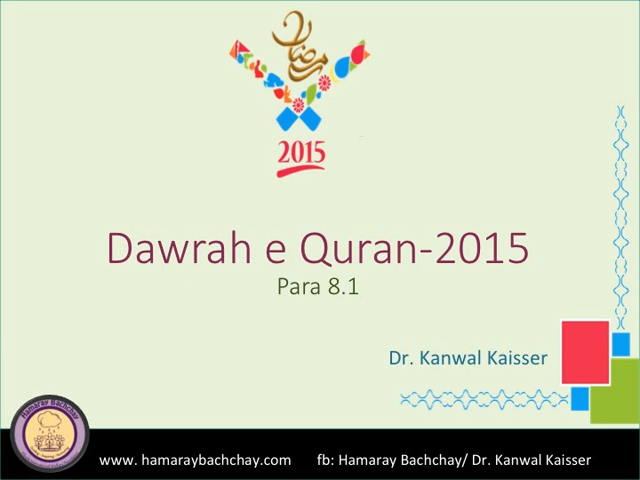 رمضان
2015
Dawrah e Quran-2015
Para 8.1
Dr. Kanwal Kaisser
Hamaray Bachchay
www. hamaraybachchay.com fb: Hamaray Bachchay/ Dr. Kanwal Kaisser